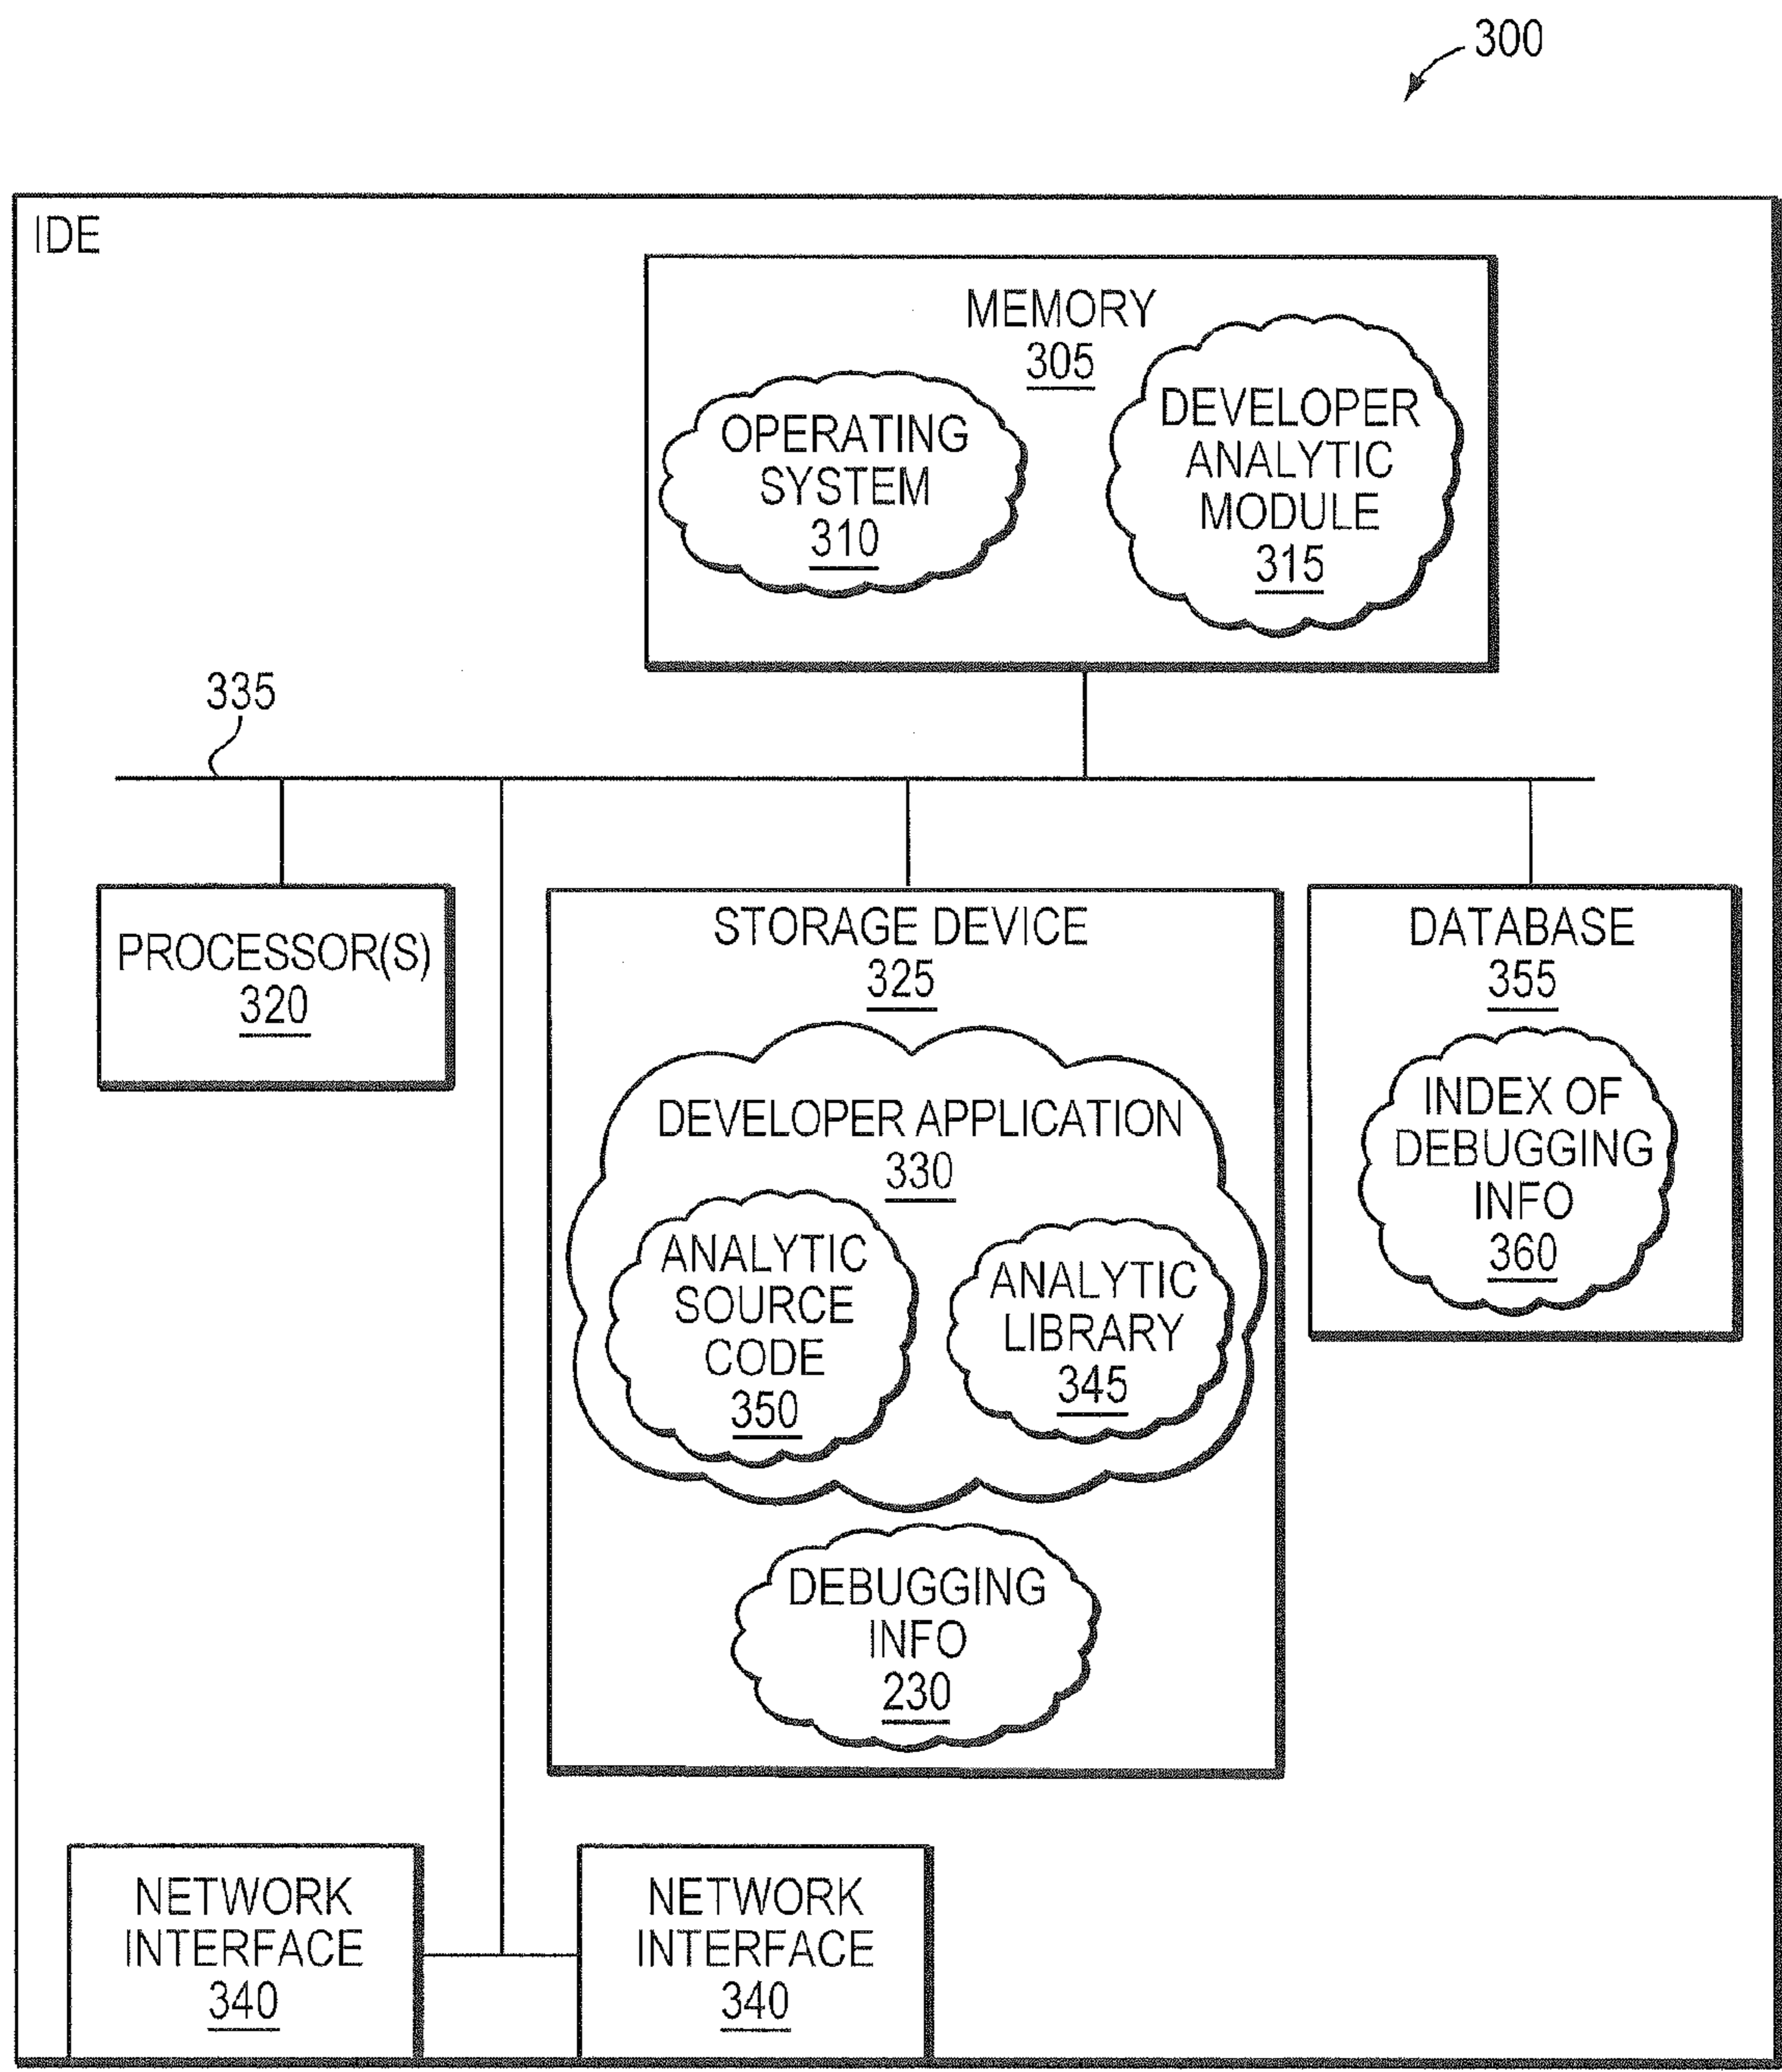 300
IDE
MEMORY
305
OPERATING
SYSTEM
310
DEVELOPER
ANALYTIC
MODULE
315
335
PROCESSOR(S)
320
STORAGE DEVICE
325
DEVELOPER APPLICATION
330
ANALYTIC
SOURCE
CODE
350
ANALYTIC
LIBRARY
345
DEBUGGING
INFO
230
DATABASE
355
INDEX OF
DEBUGGING
INFO
360
NETWORK
INTERFACE
340
NETWORK
INTERFACE
340